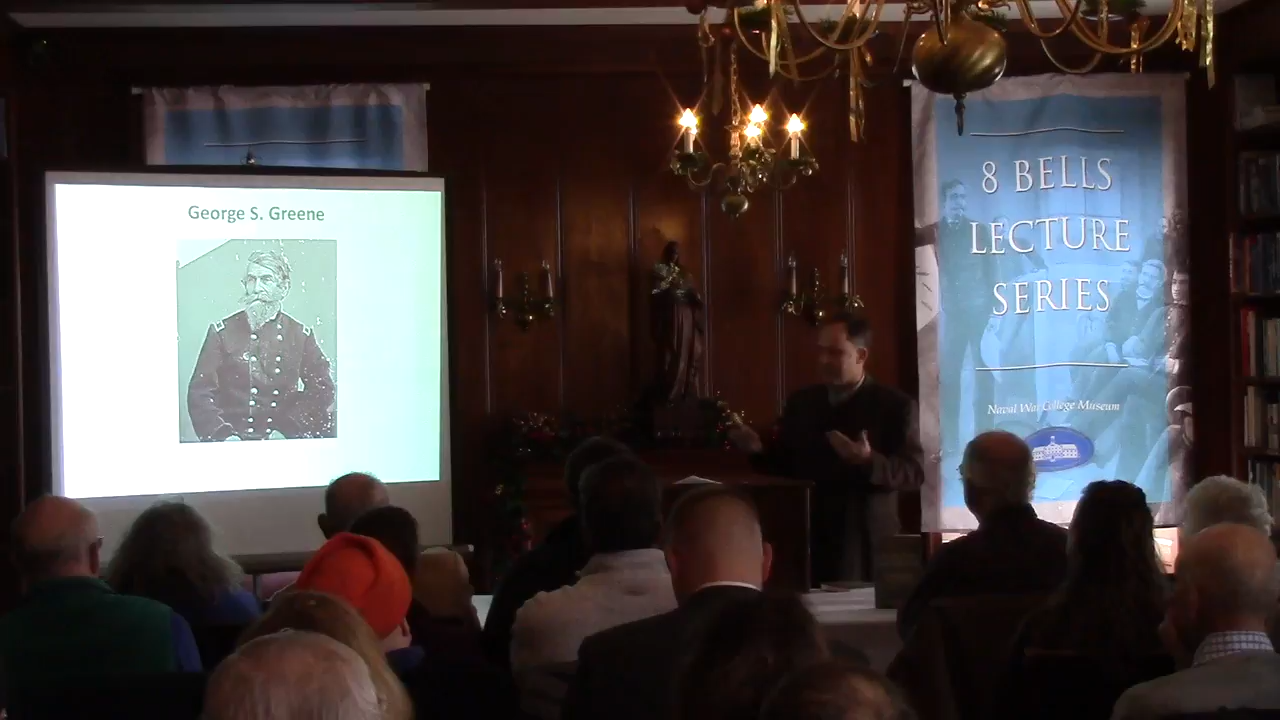 George S. Greene
8 BELLS
LECTURE
SERIES
Naval War College Museum